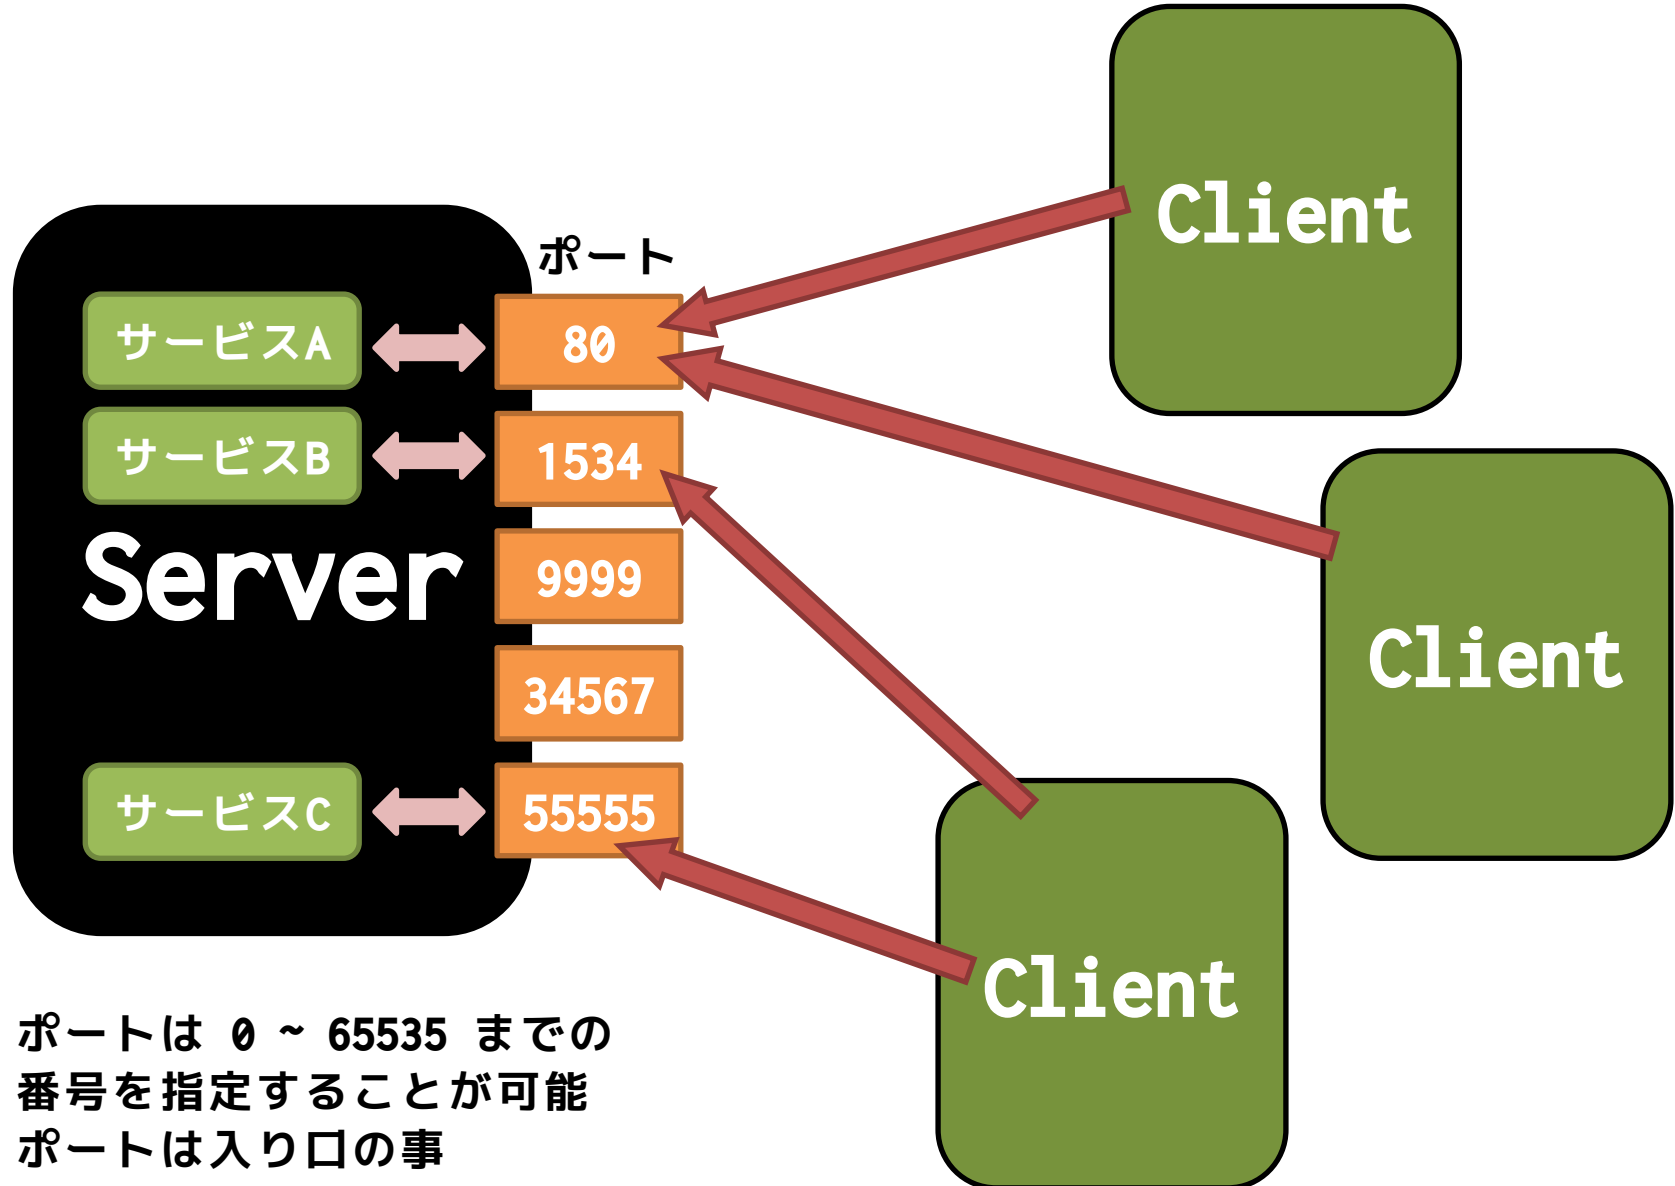 Client
ポート
サービスA
80
サービスB
1534
Server
9999
Client
34567
サービスC
55555
Client
ポートは 0 ~ 65535 までの
番号を指定することが可能
ポートは入り口の事